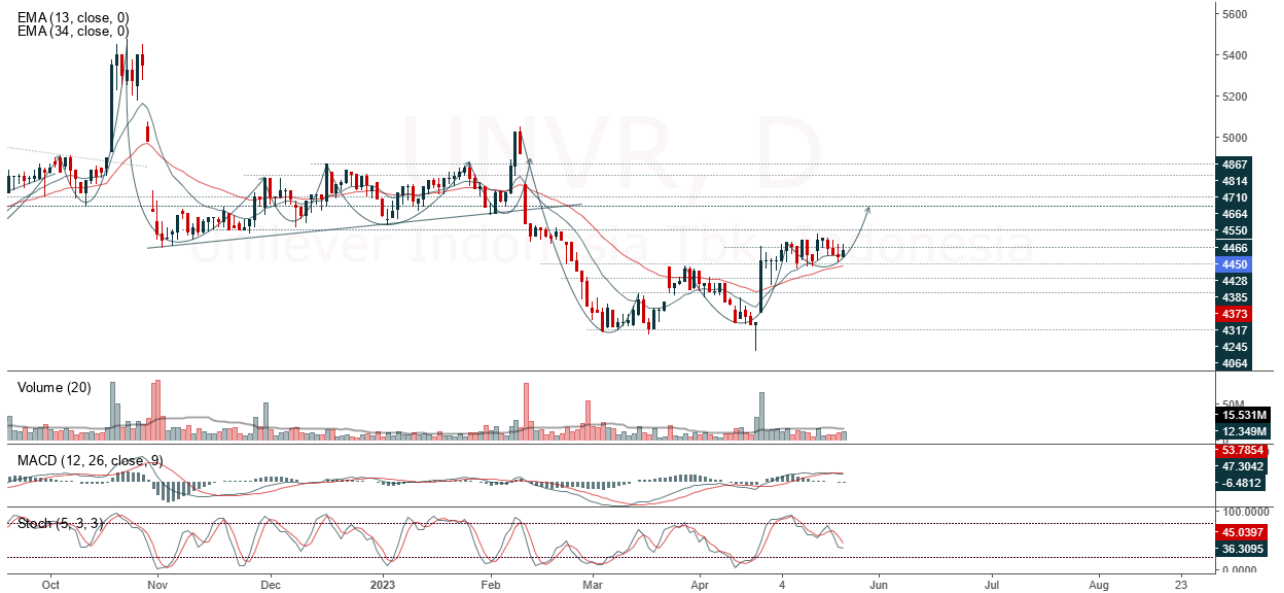 EMA (13, close, 0)
EMA (34, close, 0)
UNVR, D
Unilever Indonesia Tbk Indonesia
5600
5400
5200
5000
4867
4814
4710
4664
4550
4466
4450
4428
4385
4373
4317
4245
4064
Volume (20)
50M
15.531M
12.349M
MACD (12, 26, close, 9)
53.7854
47.3042
-6.4812
Stoch (5, 3, 3)
100.0000
45.0397
36.3095
0.0000
Oct Nov Dec 2023 Feb Mar Apr 4 Jun Jul Aug 23